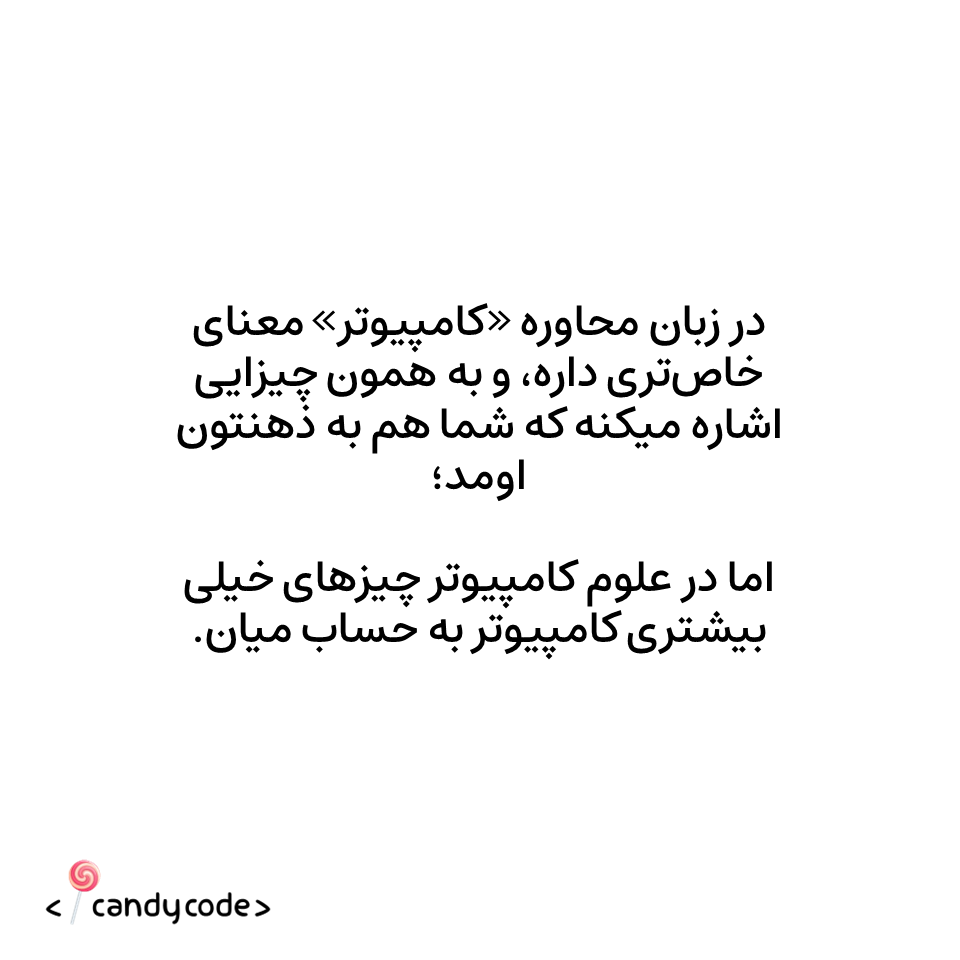 در زبان محاوره «کامپیوتر» معنای
خاص‌تری داره، و به همون چیزایی
اشاره میکنه که شما هم به ذهنتون
اومد؛
اما در علوم کامپیوتر چیزهای خیلی
بیشتری کامپیوتر به حساب میان.
< candycode>